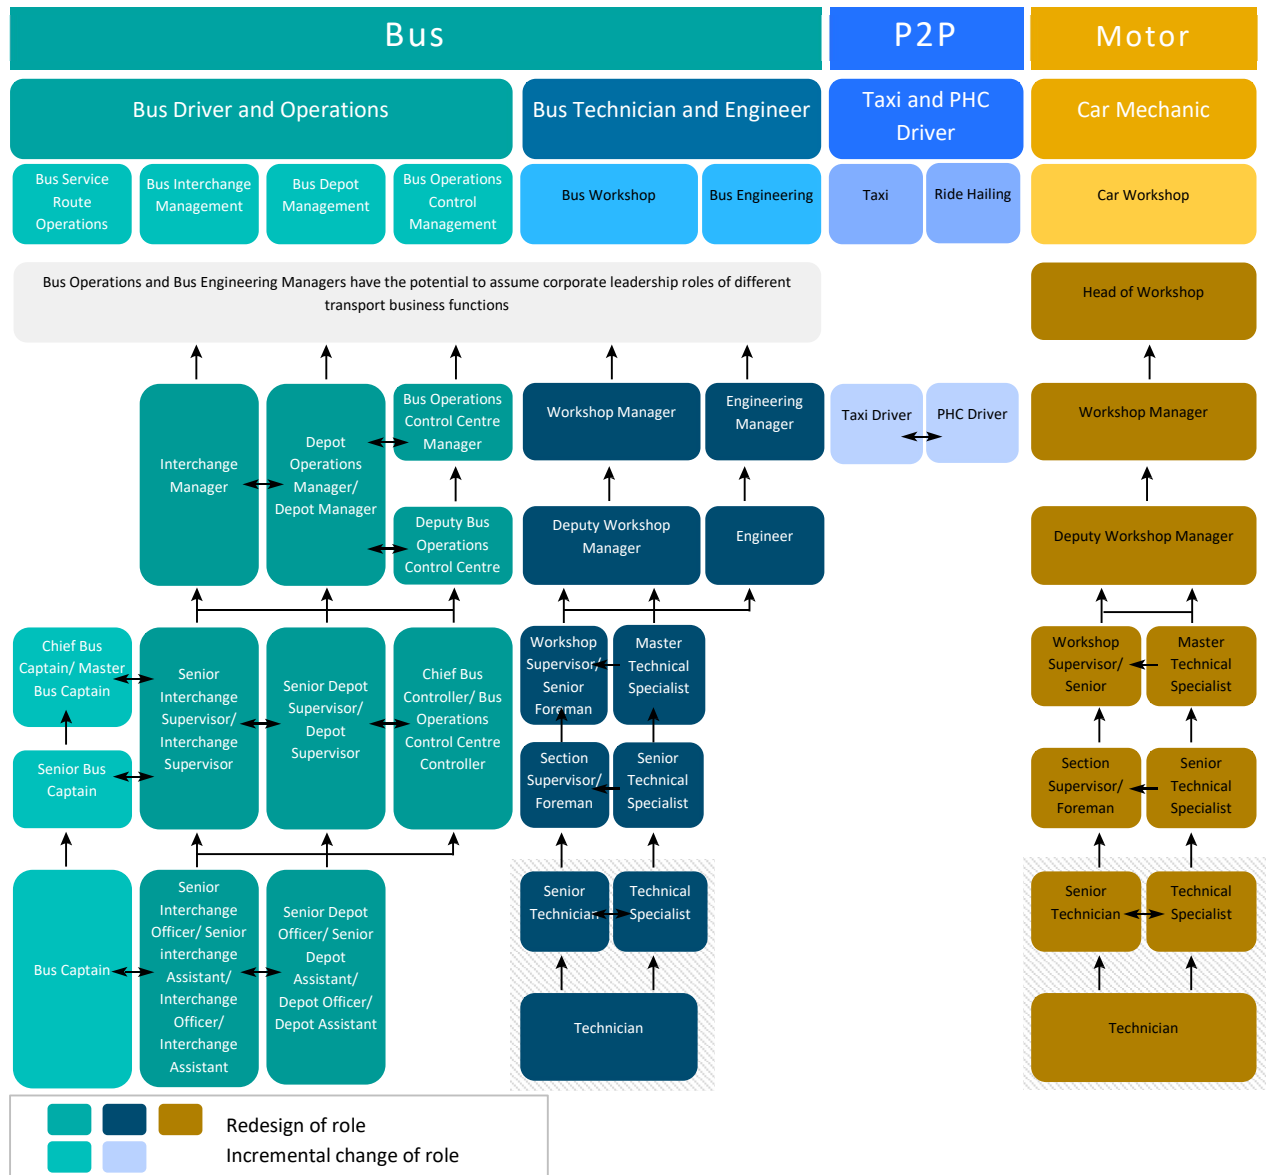 Bus
P2P
Motor
Bus Driver and Operations
Bus Technician and Engineer
Taxi and PHC
Driver
Car Mechanic
Bus Service
Route
Operations
Bus Interchange
Management
Bus Depot
Management
Bus Operations
Control
Management
Bus Workshop
Bus Engineering
Taxi
Ride Hailing
Car Workshop
Bus Operations and Bus Engineering Managers have the potential to assume corporate leadership roles of different
transport business functions
Head of Workshop
Interchange
Manager
Depot
Operations
Manager/
Depot Manager
Bus Operations
Control Centre
Manager
Workshop Manager
Engineering
Manager
Taxi Driver
PHC Driver
Workshop Manager
Deputy Bus
Operations
Control Centre
Deputy Workshop
Manager
Engineer
Deputy Workshop Manager
Chief Bus
Captain/ Master
Bus Captain
Senior
Interchange
Supervisor/
Interchange
Supervisor
Senior Depot
Supervisor/
Depot
Supervisor
Chief Bus
Controller/ Bus
Operations
Control Centre
Controller
Workshop
Supervisor/
Senior
Foreman
Master
Technical
Specialist
Workshop
Supervisor/
Senior
Master
Technical
Specialist
Senior Bus
Captain
Section
Supervisor/
Foreman
Senior
Technical
Specialist
Section
Supervisor/
Foreman
Senior
Technical
Specialist
Bus Captain
Senior
Interchange
Officer/ Senior
interchange
Assistant/
Interchange
Officer/
Interchange
Assistant
Senior Depot
Officer/ Senior
Depot
Assistant/
Depot Officer/
Depot Assistant
Senior
Technician
Technical
Specialist
Senior
Technician
Technical
Specialist
Technician
Technician
Redesign of role
Incremental change of role